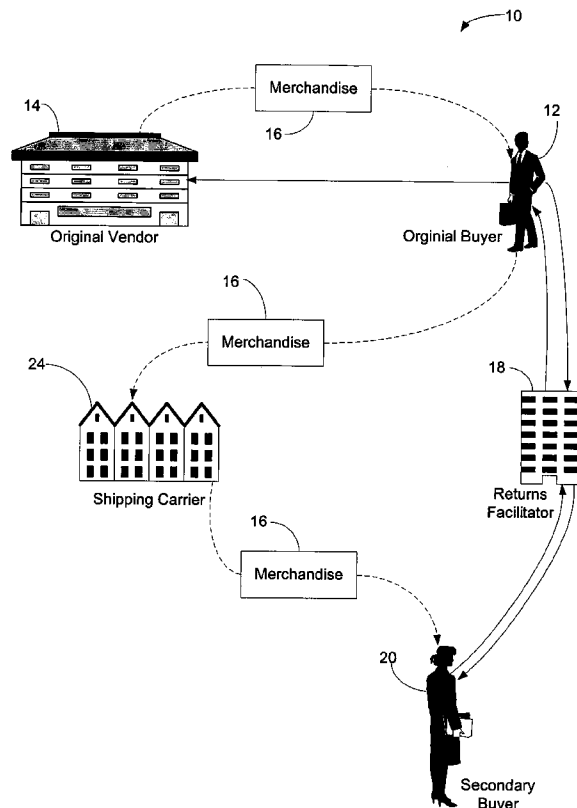 10
Merchandise
14
12
16
Original Vendor
Orginial Buyer
16
Merchandise
24
18
Shipping Carrier
Returns
Facilitator
16
Merchandise
20
Secondary
Buyer